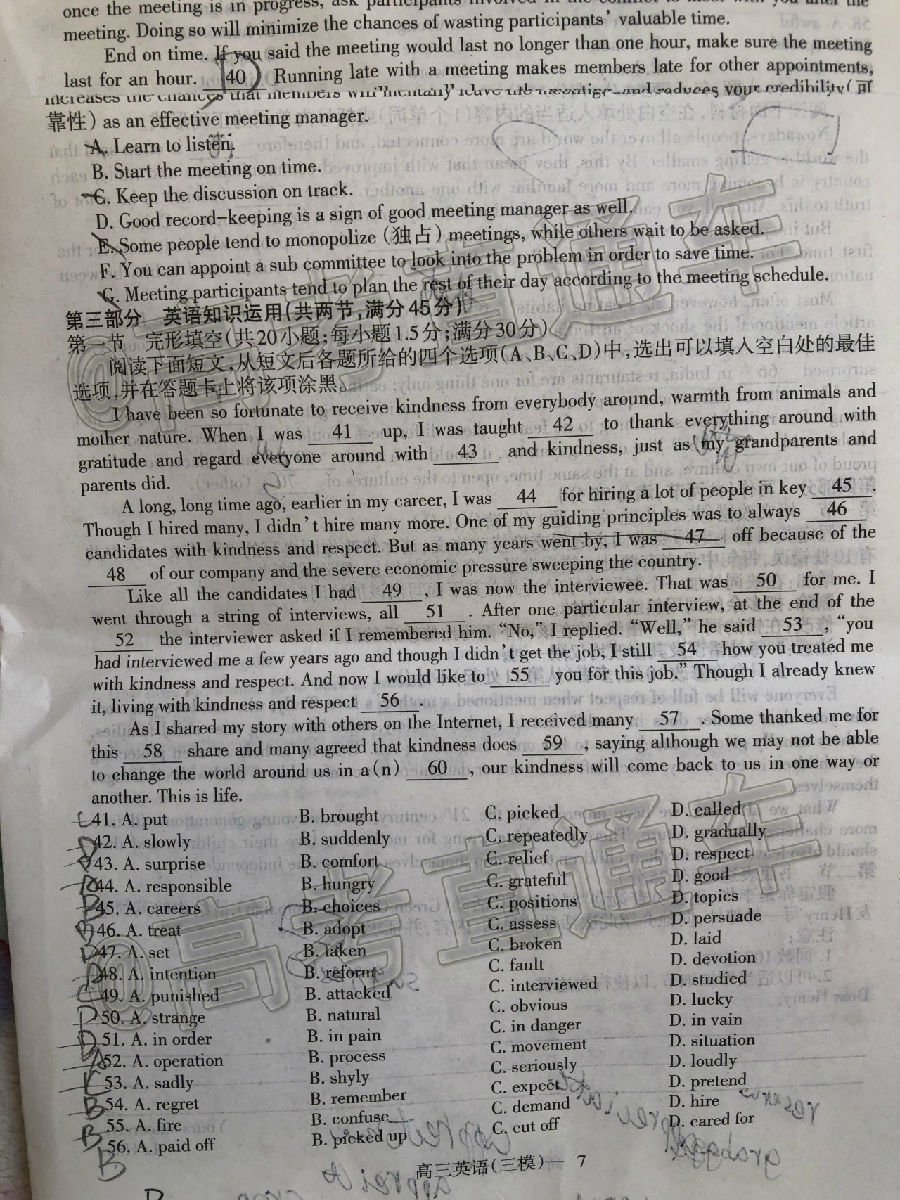 once the meeting is in progress, ask participants involved in the conflict to meet with you after the
meeting. Doing so will minimize the chances of wasting participants' valuable time.
End on time. If you said the meeting would last no longer than one hour, make sure the meeting
last for an hour. 40 Running late with a meeting makes members late for other appointments,
increases the chances that members will mentally leave the meeting and reduces your credibility(可
靠性) as an effective meeting manager.
A. Learn to listen.
B. Start the meeting on time.
C. Keep the discussion on track.
D. Good record-keeping is a sign of good meeting manager as well.
E. Some people tend to monopolize (独占) meetings, while others wait to be asked.
F. You can appoint a sub committee to look into the problem in order to save time.
G. Meeting participants tend to plan the rest of their day according to the meeting schedule.
第三部分 英语知识运用(共两节,满分45分)
第一节 完形填空(共20小题;每小题1.5分;满分30分)
阅读下面短文,从短文后各题所给的四个选项(A、B、C、D)中,选出可以填入空白处的最佳
选项,并在答题卡上将该项涂黑。
I have been so fortunate to receive kindness from everybody around, warmth from animals and
mother nature. When I was 41 up, I was taught 42 to thank everything around with
gratitude and regard everyone around with 43 and kindness, just as my grandparents and
parents did.
A long, long time ago, earlier in my career, I was 44 for hiring a lot of people in key 45 .
Though I hired many, I didn't hire many more. One of my guiding principles was to always 46
candidates with kindness and respect. But as many years went by, I was 47 off because of the
48 of our company and the severe economic pressure sweeping the country.
Like all the candidates I had 49 , I was now the interviewee. That was 50 for me. I
went through a string of interviews, all 51 . After one particular interview, at the end of the
52 the interviewer asked if I remembered him. "No," I replied. "Well," he said 53 , "you
had interviewed me a few years ago and though I didn't get the job, I still 54 how you treated me
with kindness and respect. And now I would like to 55 you for this job." Though I already knew
it, living with kindness and respect 56 .
As I shared my story with others on the Internet, I received many 57 . Some thanked me for
this 58 share and many agreed that kindness does 59 , saying although we may not be able
to change the world around us in a(n) 60 , our kindness will come back to us in one way or
another. This is life.
C 41. A. put B. brought C. picked D. called
42. A. slowly B. suddenly C. repeatedly D. gradually
43. A. surprise B. comfort C. relief D. respect
44. A. responsible B. hungry C. grateful D. good
B 45. A. careers B. choices C. positions D. topics
46. A. treat B. adopt C. assess D. persuade
D 47. A. set B. taken C. broken D. laid
48. A. intention B. reform C. fault D. devotion
C 49. A. punished B. attacked C. interviewed D. studied
D 50. A. strange B. natural C. obvious D. lucky
D 51. A. in order B. in pain C. in danger D. in vain
A 52. A. operation B. process C. movement D. situation
C 53. A. sadly B. shyly C. seriously D. loudly
B 54. A. regret B. remember C. expect D. pretend
B 55. A. fire B. confuse C. demand D. hire
B 56. A. paid off B. picked up C. cut off D. cared for
高三英语(三模)— 7
@高考直通车
@高考直通车